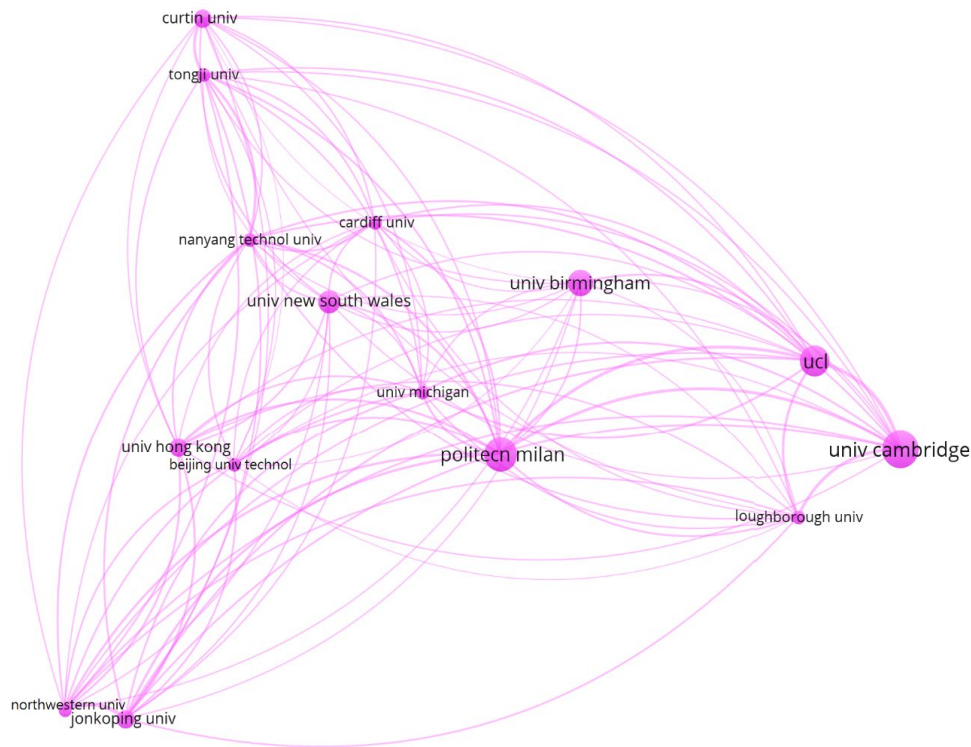 curtin univ
tongji univ
cardiff univ
nanyang technol univ
univ birmingham
univ new south wales
ucl
univ michigan
univ hong kong
politecn milan
univ cambridge
beijing univ technol
loughborough univ
northwestern univ
jonkoping univ